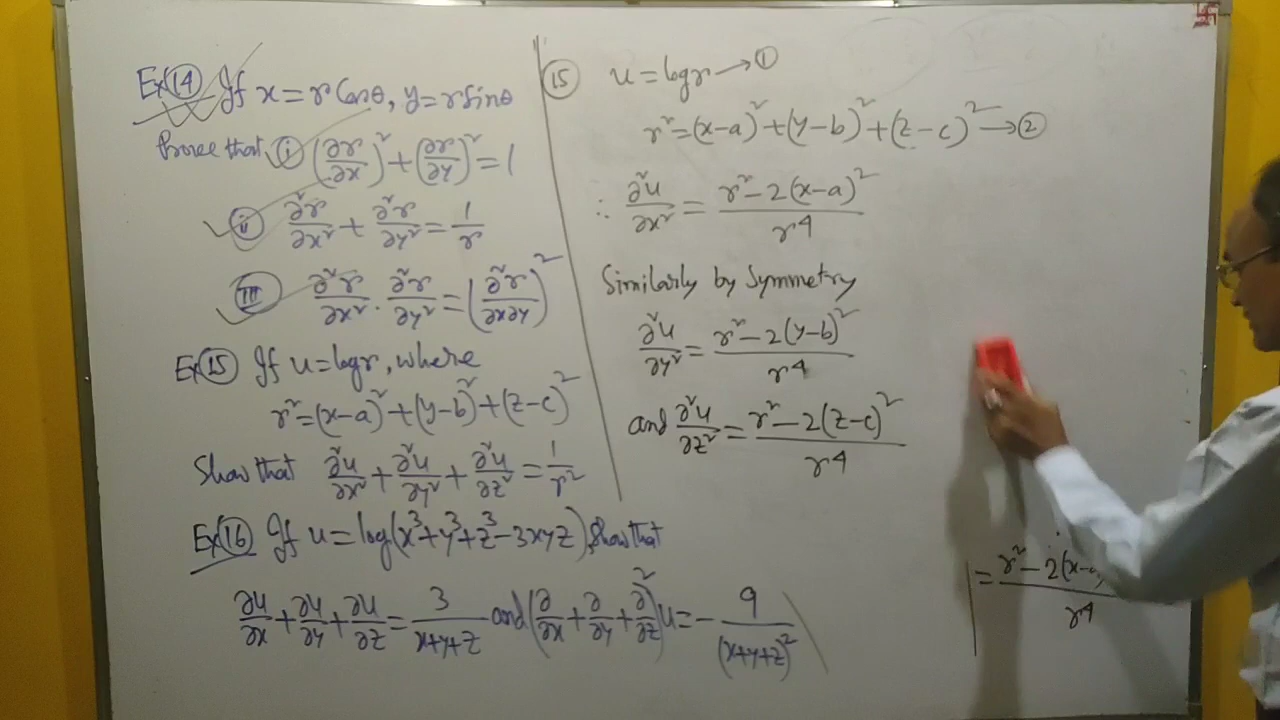 Ex(14) If x = r Cosθ, y = r Sinθ
Prove that (i) (∂r/∂x)² + (∂r/∂y)² = 1
(ii) ∂²r/∂x² + ∂²r/∂y² = 1/r
(iii) ∂²r/∂x² · ∂²r/∂y² = (∂²r/∂x∂y)²
Ex(15) If u = logr, where
r² = (x-a)² + (y-b)² + (z-c)²
Show that ∂²u/∂x² + ∂²u/∂y² + ∂²u/∂z² = 1/r²
Ex(16) If u = log(x³+y³+z³-3xyz), Show that
∂u/∂x + ∂u/∂y + ∂u/∂z = 3/(x+y+z) and (∂/∂x + ∂/∂y + ∂/∂z)² u = - 9/(x+y+z)²
(15) u = logr → (1)
r² = (x-a)² + (y-b)² + (z-c)² → (2)
∴ ∂²u/∂x² = (r² - 2(x-a)²)/r⁴
Similarly by Symmetry
∂²u/∂y² = (r² - 2(y-b)²)/r⁴
and ∂²u/∂z² = (r² - 2(z-c)²)/r⁴
= r² - 2(x- / r⁴